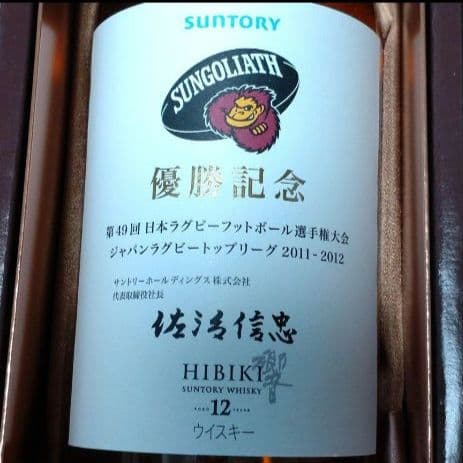 SUNTORY
SUNGOLIATH
優勝記念
第49回 日本ラグビーフットボール選手権大会
ジャパンラグビートップリーグ 2011-2012
サントリーホールディングス株式会社
代表取締役社長
佐治信忠
HIBIKI 響
SUNTORY WHISKY
AGED 12 YEARS
ウイスキー